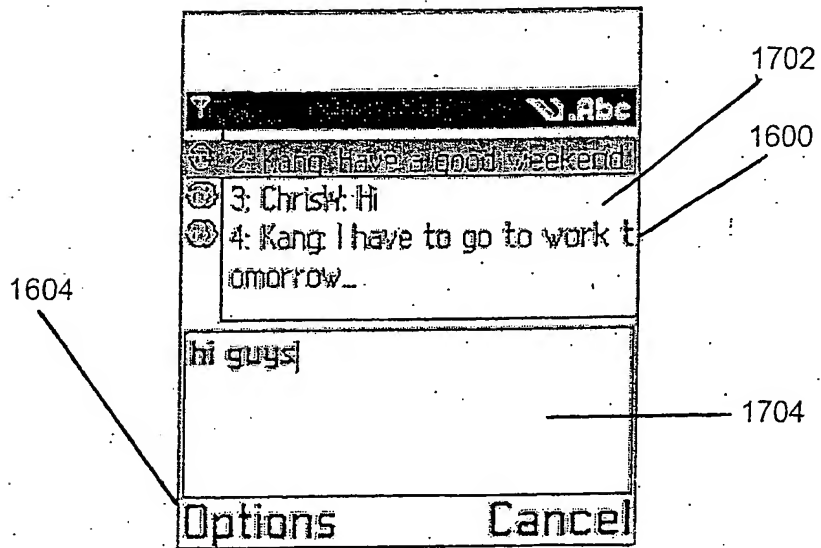 .Abc
2: Kang: Have a good weekend!
3: ChrisW: Hi
4: Kang: I have to go to work t
omorrow...
hi guys
Options Cancel
1702
1600
1604
1704